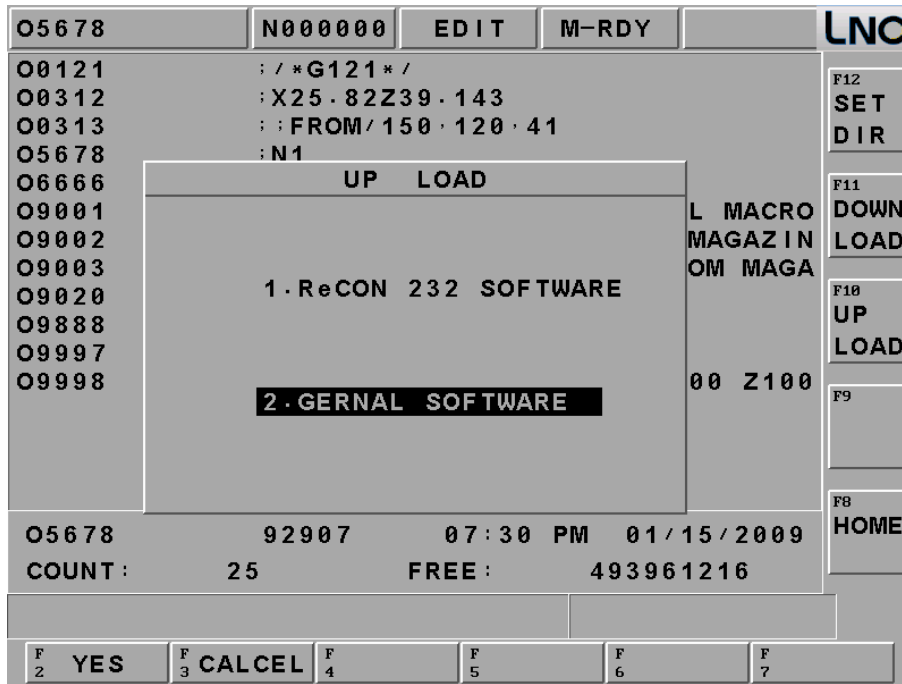 O5678 N000000 EDIT M-RDY LNC
O0121 ;/*G121*/
O0312 ;X25.82Z39.143
O0313 ;;FROM/150,120,41
O5678 ;N1
O6666
O9001 L MACRO
O9002 MAGAZIN
O9003 OM MAGA
O9020
O9888
O9997
O9998 00 Z100
UP LOAD
1.ReCON 232 SOFTWARE
2.GERNAL SOFTWARE
O5678 92907 07:30 PM 01/15/2009
COUNT: 25 FREE: 493961216
F12
SET
DIR
F11
DOWN
LOAD
F10
UP
LOAD
F9
F8
HOME
F2 YES F3 CALCEL F4 F5 F6 F7